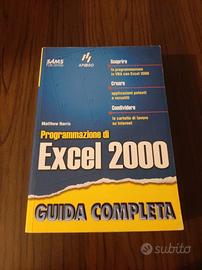 SAMS
APOGEO
Scoprire
la programmazione
in VBA con Excel 2000
Creare
applicazioni potenti
e versatili
Condividere
le cartelle di lavoro
su Internet
Matthew Harris
Programmazione di
Excel 2000
GUIDA COMPLETA
subito